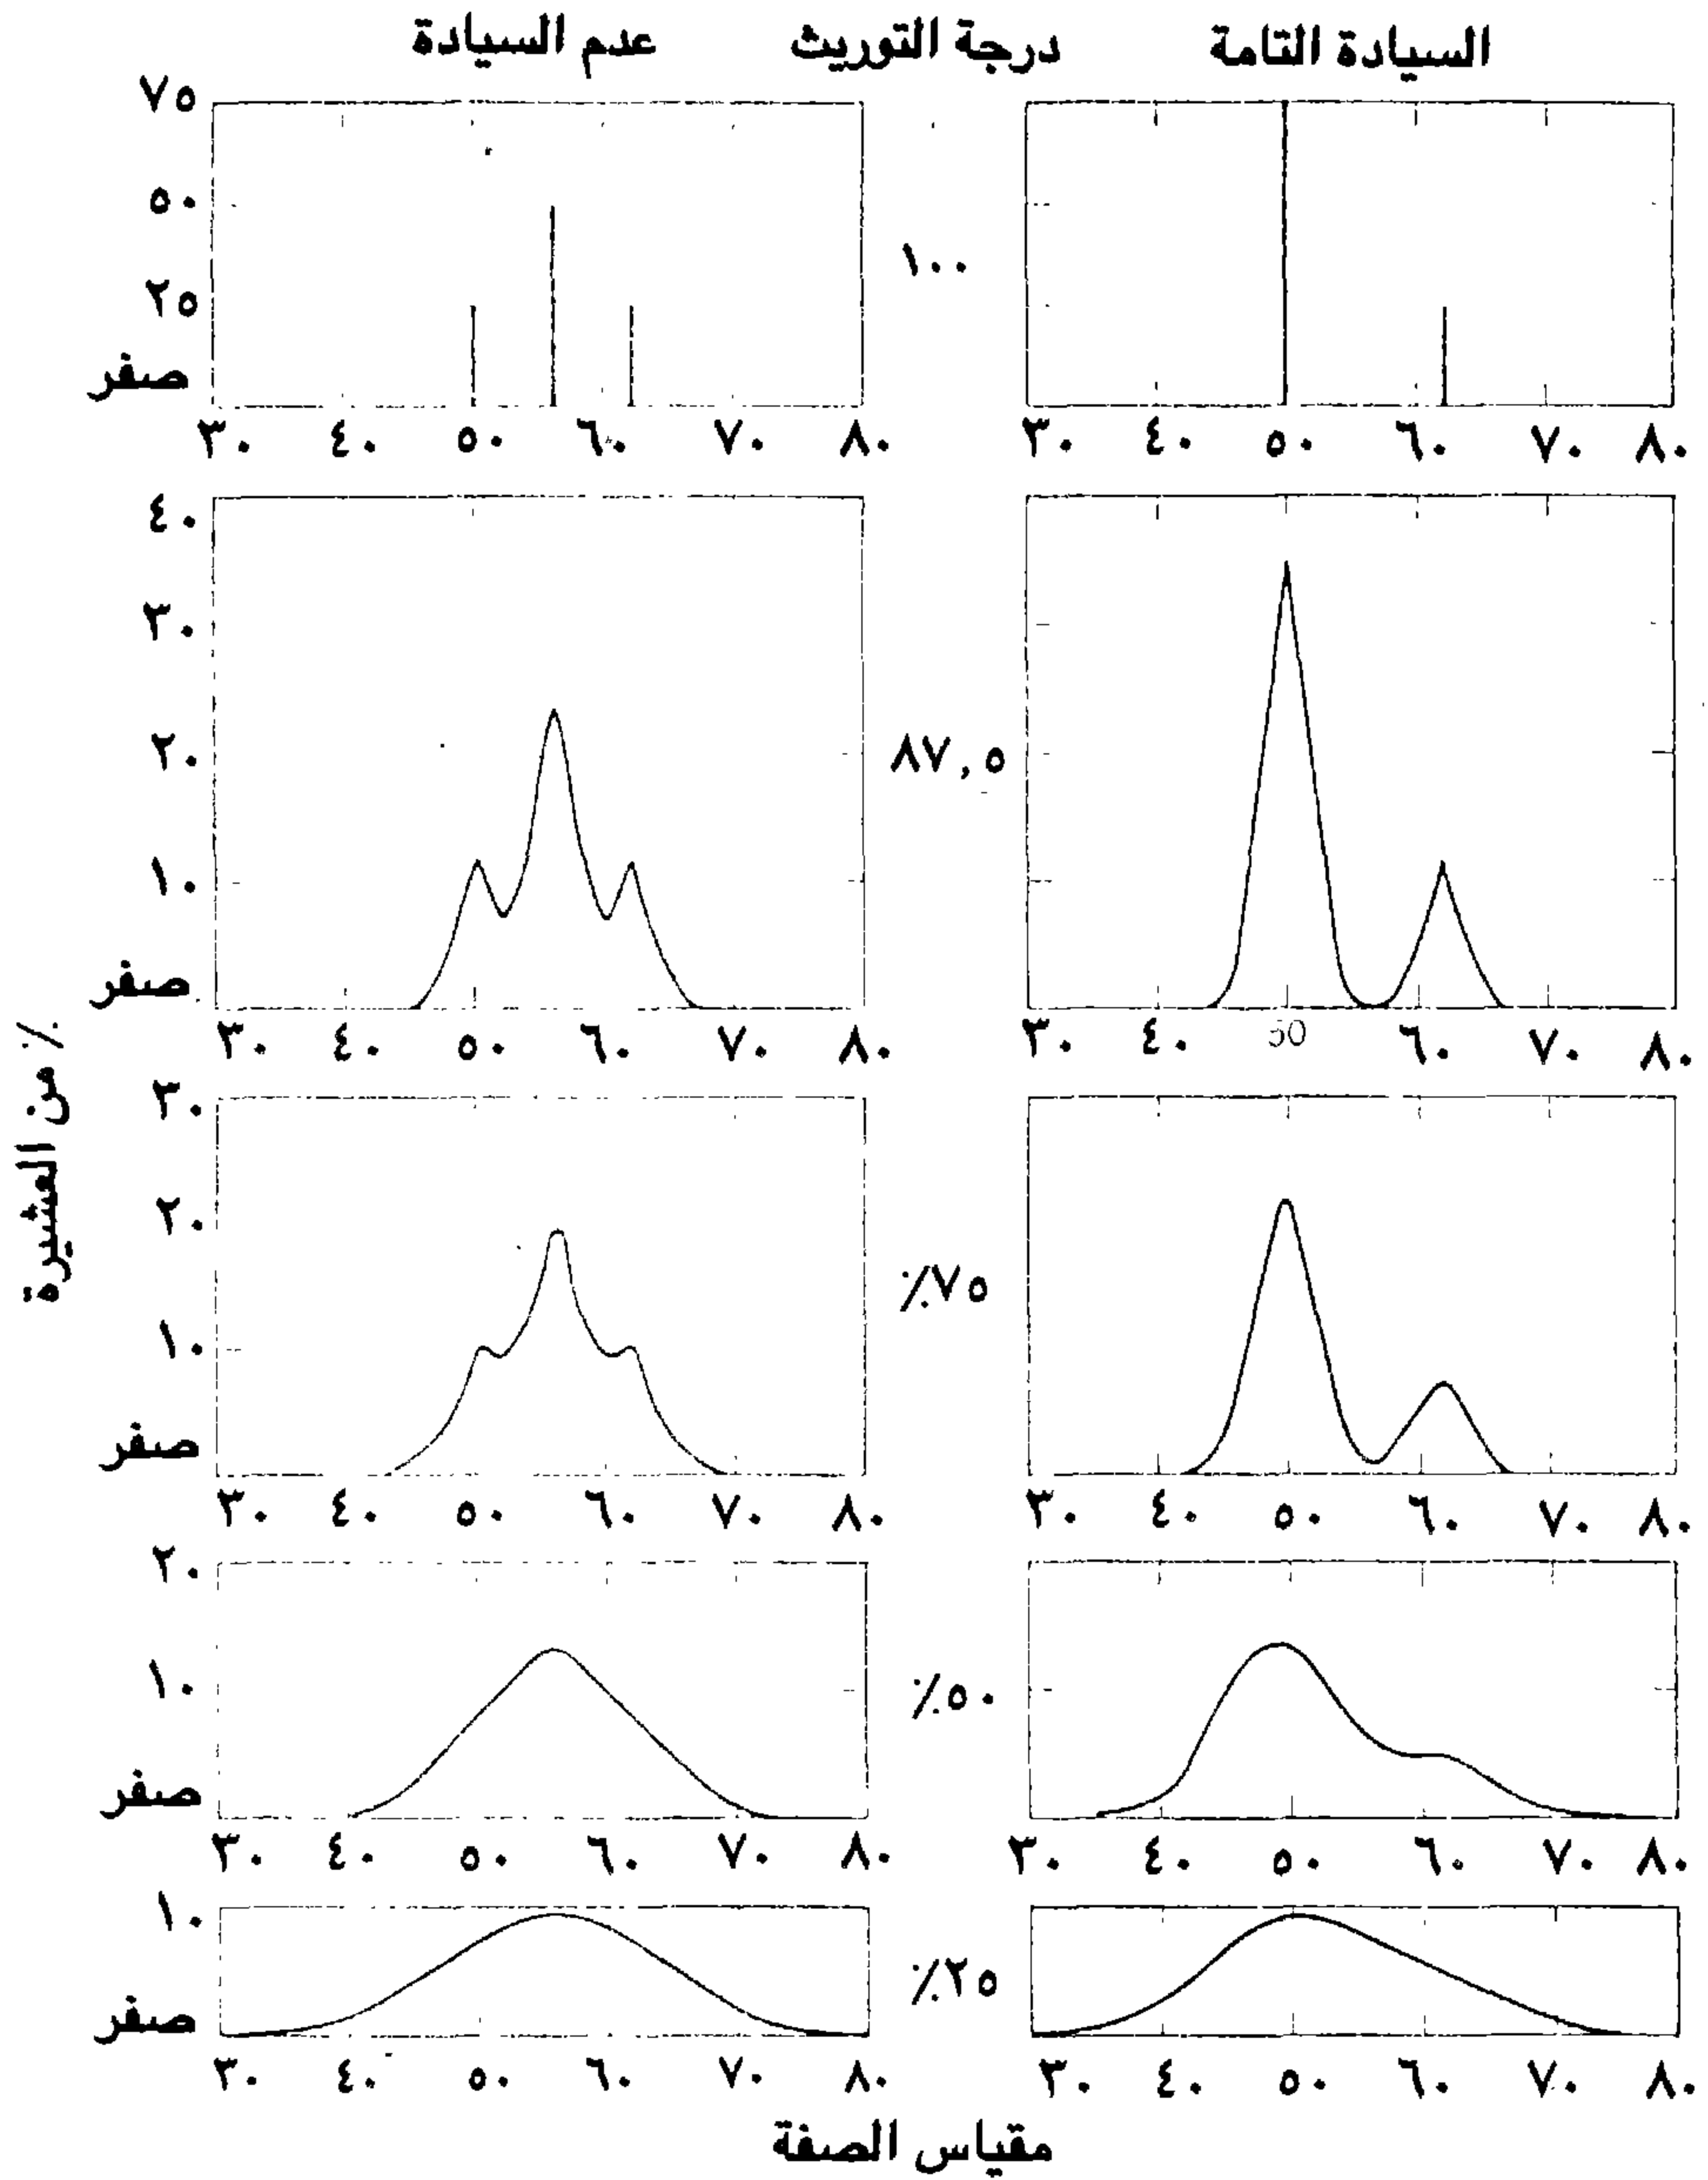 السيادة التامة درجة التوريث عدم السيادة
٧٥
٥٠
٢٥
صفر
١٠٠
٣٠ ٤٠ ٥٠ ٦٠ ٧٠ ٨٠
٣٠ ٤٠ ٥٠ ٦٠ ٧٠ ٨٠
٤٠
٣٠
٢٠
١٠
صفر
٨٧,٥
٣٠ ٤٠ ٥٠ ٦٠ ٧٠ ٨٠
٣٠ ٤٠ 50 ٦٠ ٧٠ ٨٠
٣٠
٢٠
١٠
صفر
٪٧٥
٣٠ ٤٠ ٥٠ ٦٠ ٧٠ ٨٠
٣٠ ٤٠ ٥٠ ٦٠ ٧٠ ٨٠
٢٠
١٠
صفر
٪٥٠
٣٠ ٤٠ ٥٠ ٦٠ ٧٠ ٨٠
٣٠ ٤٠ ٥٠ ٦٠ ٧٠ ٨٠
١٠
صفر
٪٢٥
٣٠ ٤٠ ٥٠ ٦٠ ٧٠ ٨٠
٣٠ ٤٠ ٥٠ ٦٠ ٧٠ ٨٠
٪ من العشيرة
مقياس الصفة